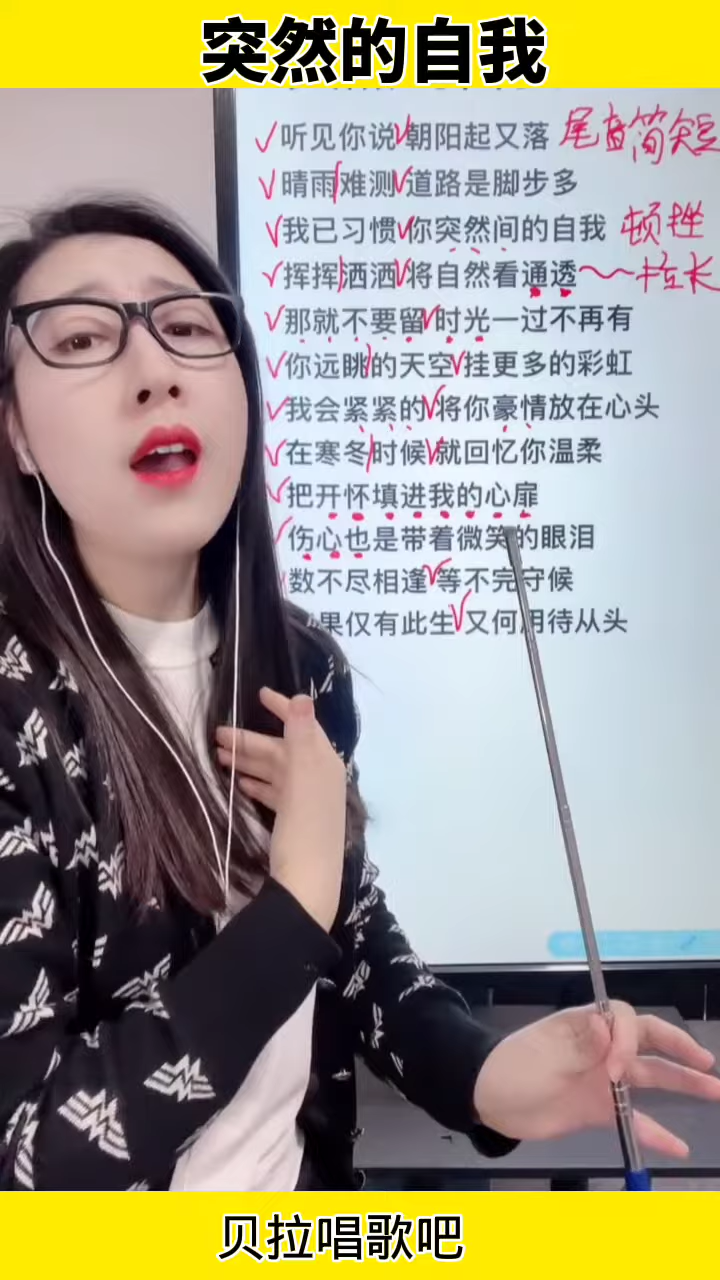 突然的自我
听见你说 朝阳起又落 尾音简短
晴雨难测 道路是脚步多
我已习惯 你突然间的自我 顿挫
挥挥洒洒 将自然看通透 拉长
那就不要留 时光一过不再有
你远眺的天空 挂更多的彩虹
我会紧紧的 将你豪情放在心头
在寒冬时候 就回忆你温柔
把开怀填进我的心扉
伤心也是带着微笑的眼泪
数不尽相逢 等不完守候
果仅有此生 又何用待从头
贝拉唱歌吧